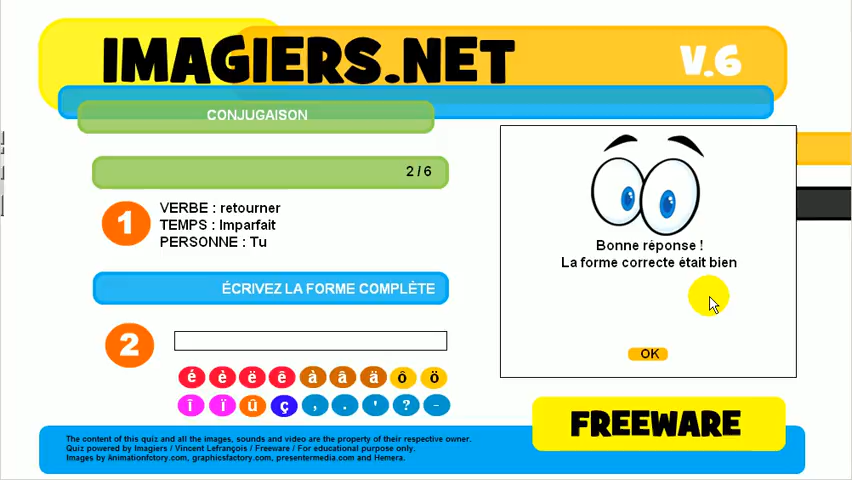 IMAGIERS.NET
V.6
CONJUGAISON
2 / 6
1
VERBE : retourner
TEMPS : Imparfait
PERSONNE : Tu
Bonne réponse !
La forme correcte était bien
OK
ÉCRIVEZ LA FORME COMPLÈTE
2
é è ë ê à â ä ô ö
î ï û ç , . ' ? -
FREEWARE
The content of this quiz and all the images, sounds and video are the property of their respective owner.
Quiz powered by Imagiers / Vincent Lefrançois / Freeware / For educational purpose only.
Images by Animationfctory.com, graphicsfactory.com, presentermedia.com and Hemera.